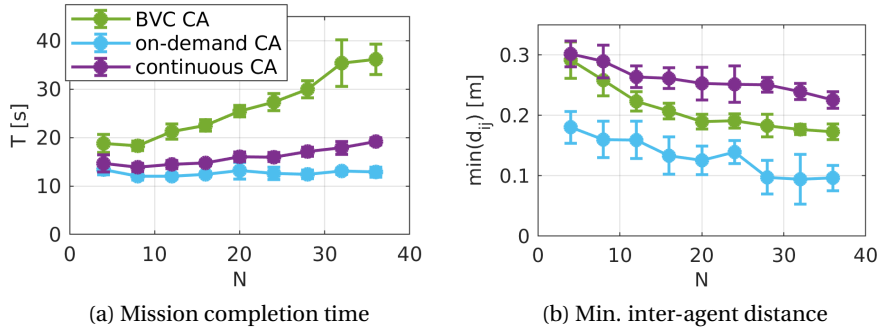 BVC CA
on-demand CA
continuous CA
40
30
20
10
0
T [s]
0 10 20 30 40
N
(a) Mission completion time
0.3
0.2
0.1
0
min(d_ij) [m]
0 10 20 30 40
N
(b) Min. inter-agent distance